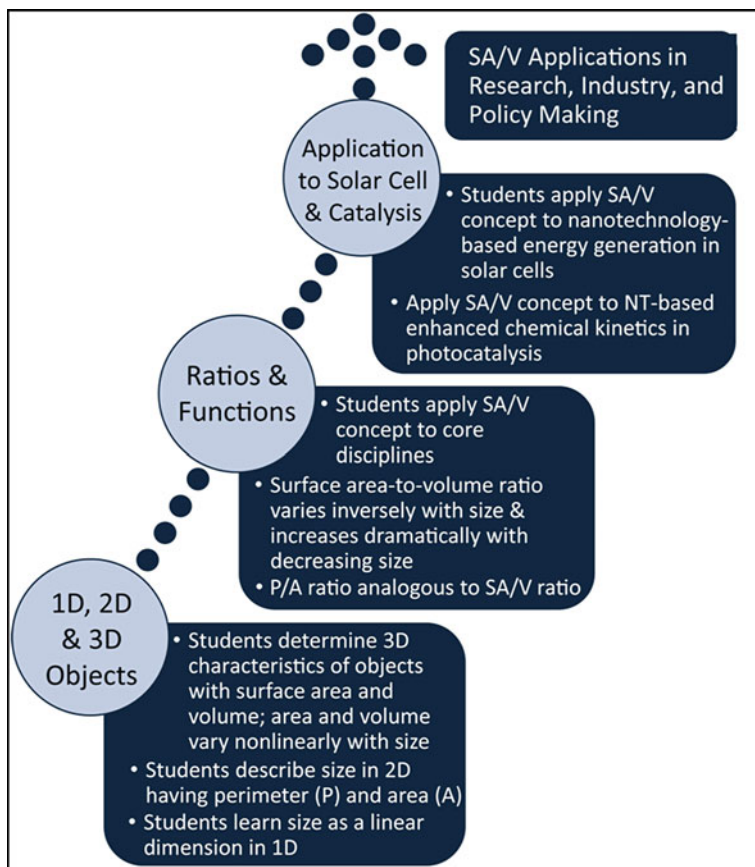 SA/V Applications in
Research, Industry, and
Policy Making
Application
to Solar Cell
& Catalysis
• Students apply SA/V
concept to nanotechnology-
based energy generation in
solar cells
• Apply SA/V concept to NT-based
enhanced chemical kinetics in
photocatalysis
Ratios &
Functions
• Students apply SA/V
concept to core
disciplines
• Surface area-to-volume ratio
varies inversely with size &
increases dramatically with
decreasing size
• P/A ratio analogous to SA/V ratio
1D, 2D
& 3D
Objects
• Students determine 3D
characteristics of objects
with surface area and
volume; area and volume
vary nonlinearly with size
• Students describe size in 2D
having perimeter (P) and area (A)
• Students learn size as a linear
dimension in 1D